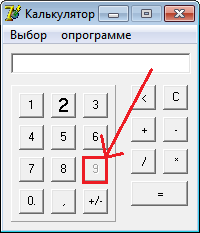 Калькулятор
Выбор опрограмме
1 2 3 < C
4 5 6 + -
7 8 9 / *
0. , +/- =